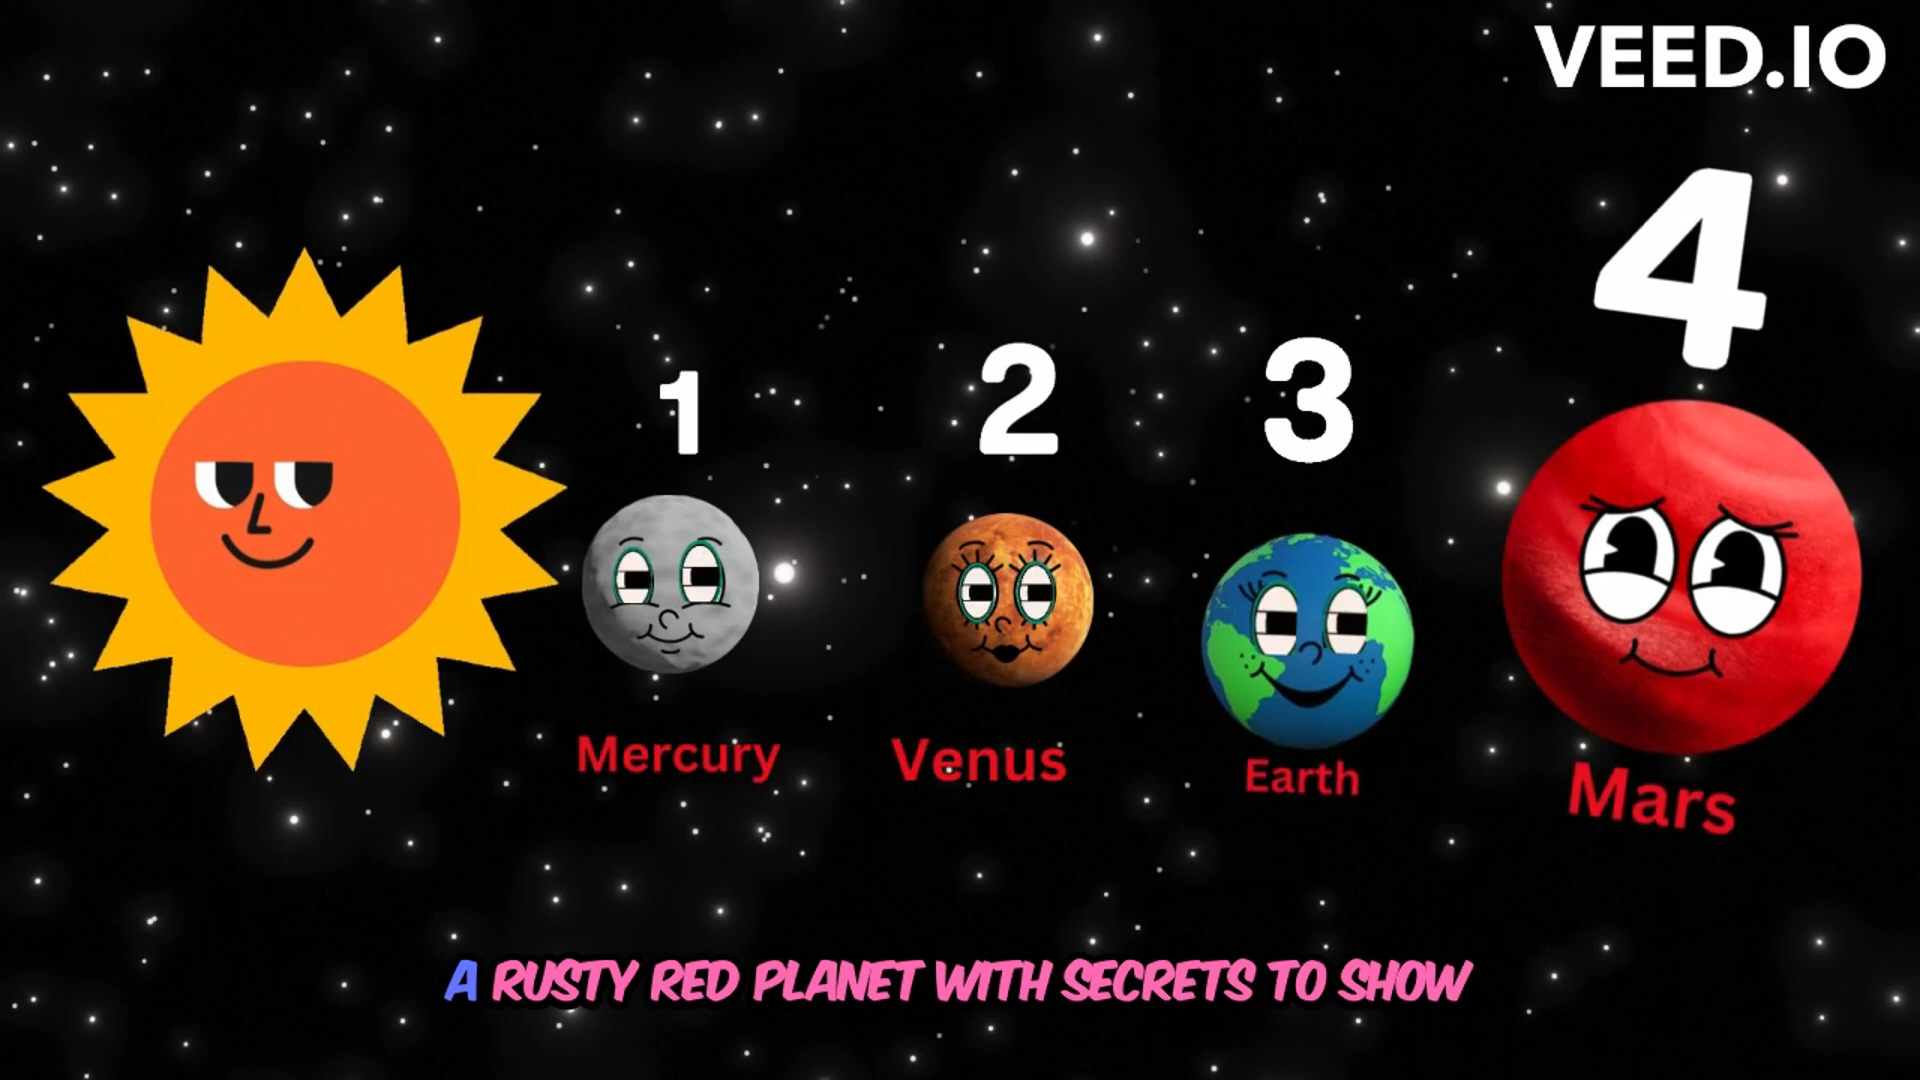 VEED.IO
4
1
2
3
Mercury
Venus
Earth
Mars
A RUSTY RED PLANET WITH SECRETS TO SHOW